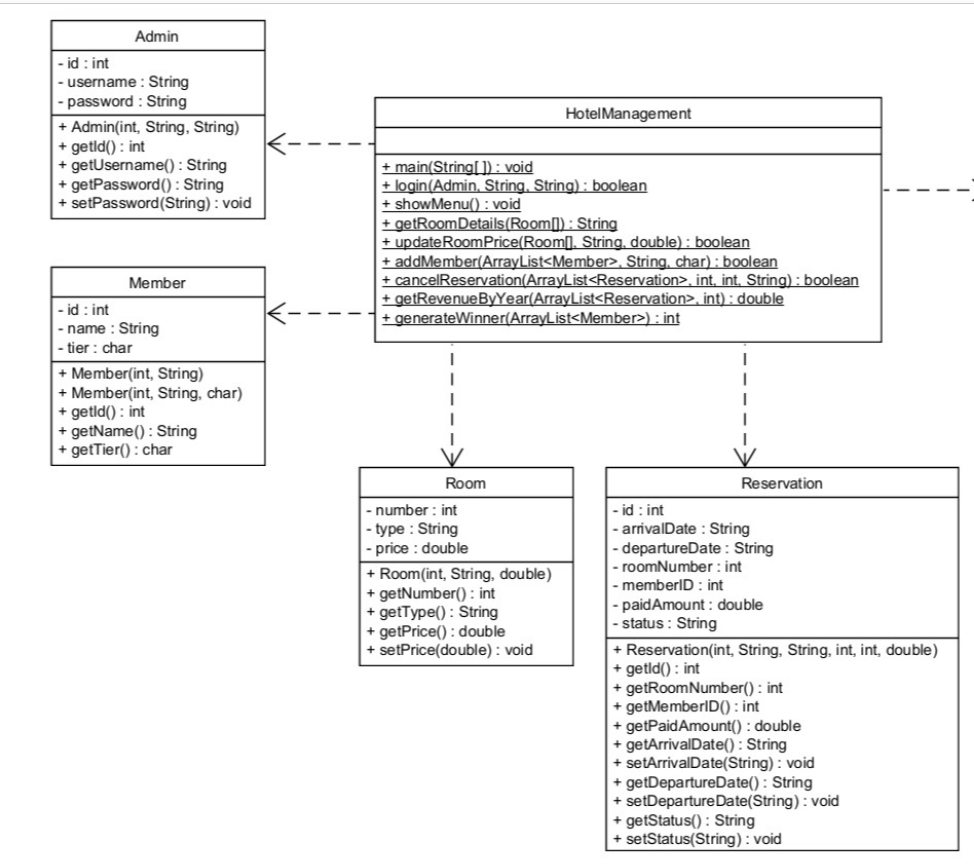 Admin
- id : int
- username : String
- password : String
+ Admin(int, String, String)
+ getId() : int
+ getUsername() : String
+ getPassword() : String
+ setPassword(String) : void
HotelManagement
+ main(String[ ]) : void
+ login(Admin, String, String) : boolean
+ showMenu() : void
+ getRoomDetails(Room[]) : String
+ updateRoomPrice(Room[], String, double) : boolean
+ addMember(ArrayList<Member>, String, char) : boolean
+ cancelReservation(ArrayList<Reservation>, int, int, String) : boolean
+ getRevenueByYear(ArrayList<Reservation>, int) : double
+ generateWinner(ArrayList<Member>) : int
Member
- id : int
- name : String
- tier : char
+ Member(int, String)
+ Member(int, String, char)
+ getId() : int
+ getName() : String
+ getTier() : char
Room
- number : int
- type : String
- price : double
+ Room(int, String, double)
+ getNumber() : int
+ getType() : String
+ getPrice() : double
+ setPrice(double) : void
Reservation
- id : int
- arrivalDate : String
- departureDate : String
- roomNumber : int
- memberID : int
- paidAmount : double
- status : String
+ Reservation(int, String, String, int, int, double)
+ getId() : int
+ getRoomNumber() : int
+ getMemberID() : int
+ getPaidAmount() : double
+ getArrivalDate() : String
+ setArrivalDate(String) : void
+ getDepartureDate() : String
+ setDepartureDate(String) : void
+ getStatus() : String
+ setStatus(String) : void